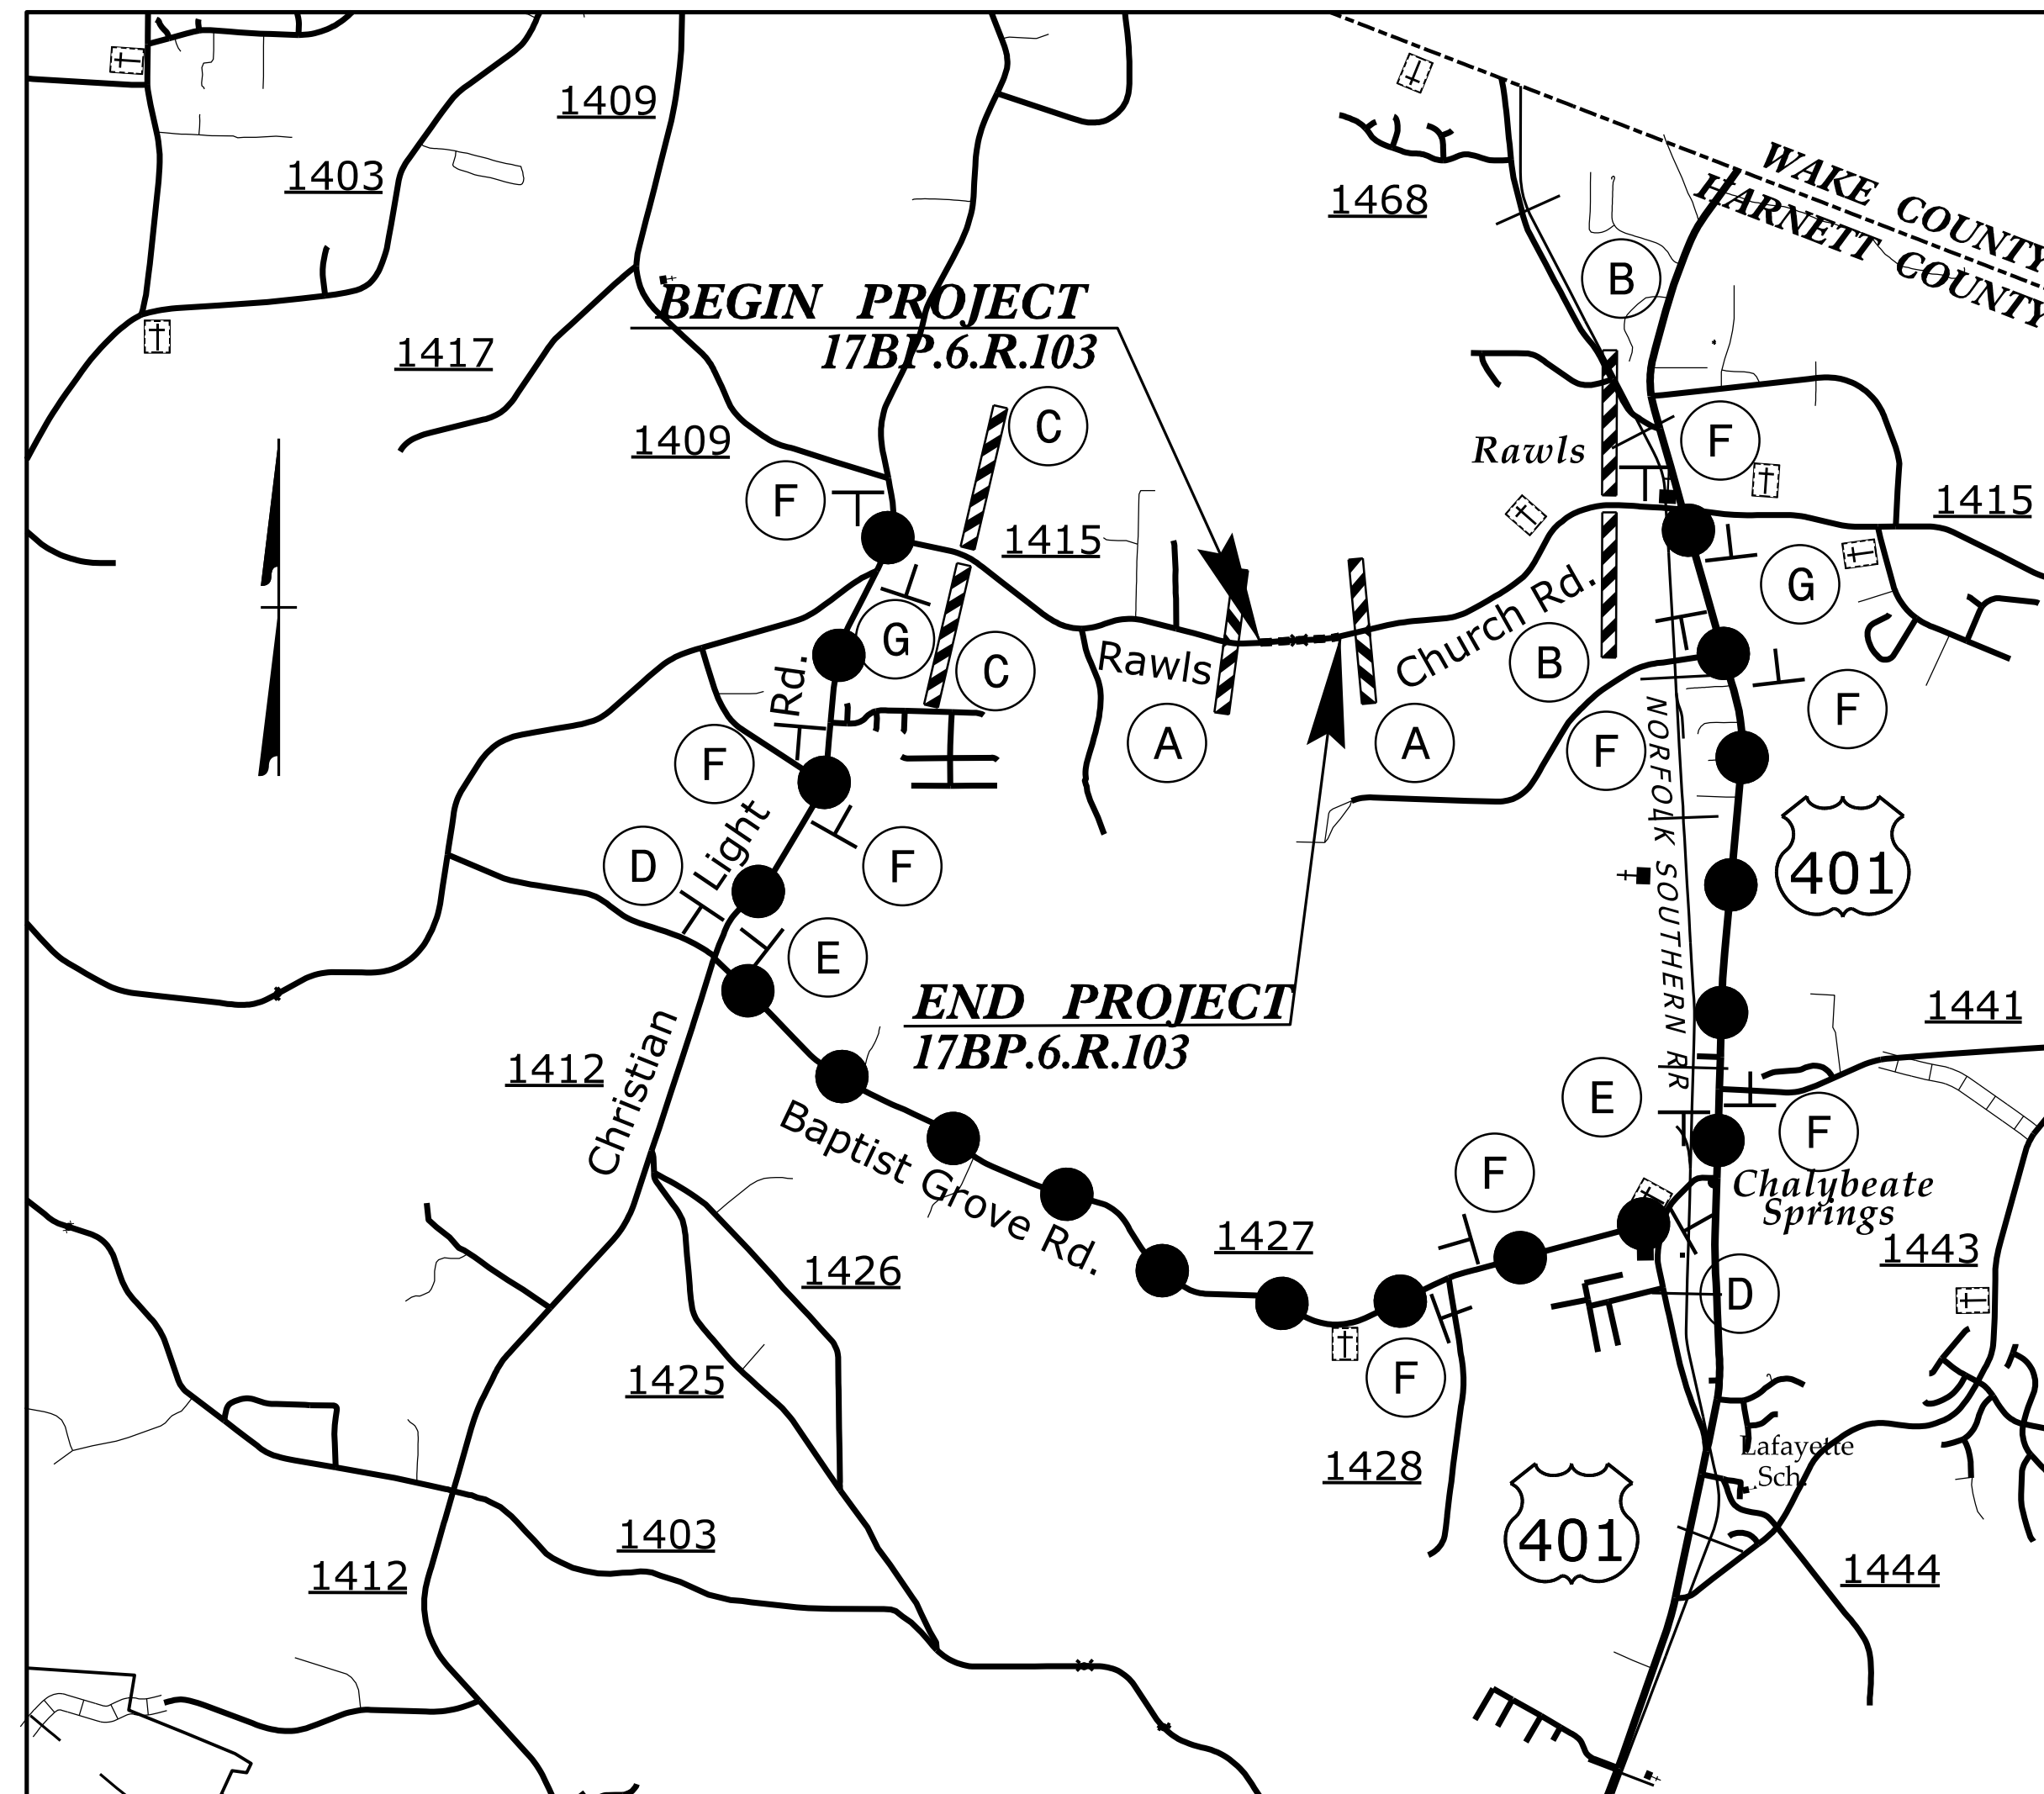 1409
1403
1468
WAKE COUNTY
HARNETT COUNTY
B
BEGIN PROJECT
17BP.6.R.103
1417
C
1409
F
Rawls
F
1415
1415
G
G
Church Rd.
Rawls
B
C
A
A
F
F
Rd.
F
NORFOLK SOUTHERN RR
D
Light
F
401
E
END PROJECT
17BP.6.R.103
1441
1412
Christian
E
F
Baptist Grove Rd.
F
Chalybeate
Springs
1427
1443
1426
D
1425
F
1428
Lafayette
Sch.
401
1403
1412
1444